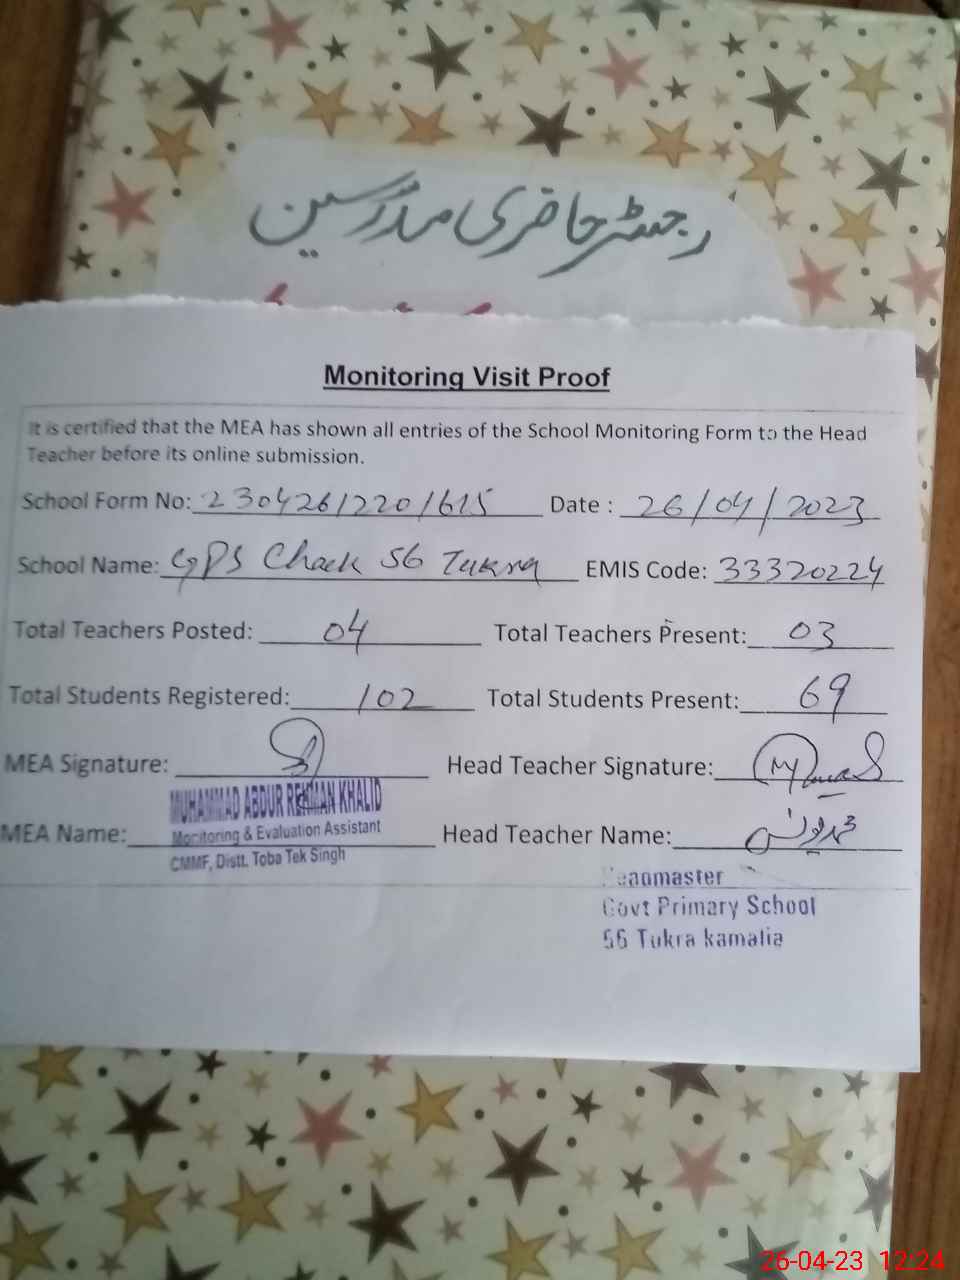 رجسٹر حاضری مدرسین
Monitoring Visit Proof
It is certified that the MEA has shown all entries of the School Monitoring Form to the Head
Teacher before its online submission.
School Form No: 23042612201615 Date : 26/04/2023
School Name: GPS Chack 56 Tukra EMIS Code: 33320224
Total Teachers Posted: 04 Total Teachers Present: 03
Total Students Registered: 102 Total Students Present: 69
MEA Signature: Head Teacher Signature:
MUHAMMAD ABDUR REHMAN KHALID
MEA Name: Monitoring & Evaluation Assistant Head Teacher Name:
CMMF, Distt. Toba Tek Singh
Headmaster
Govt Primary School
56 Tukra kamalia
26-04-23 12:24